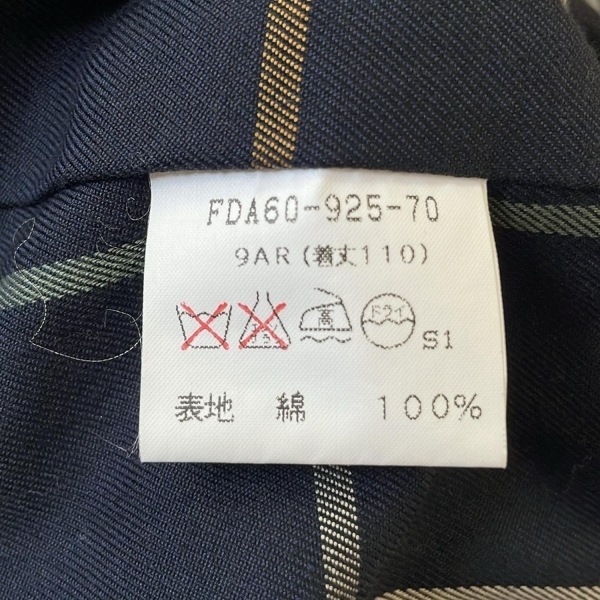 FDA60-925-70
9AR(着丈110)
高 ドライ S1
表地 綿 100%